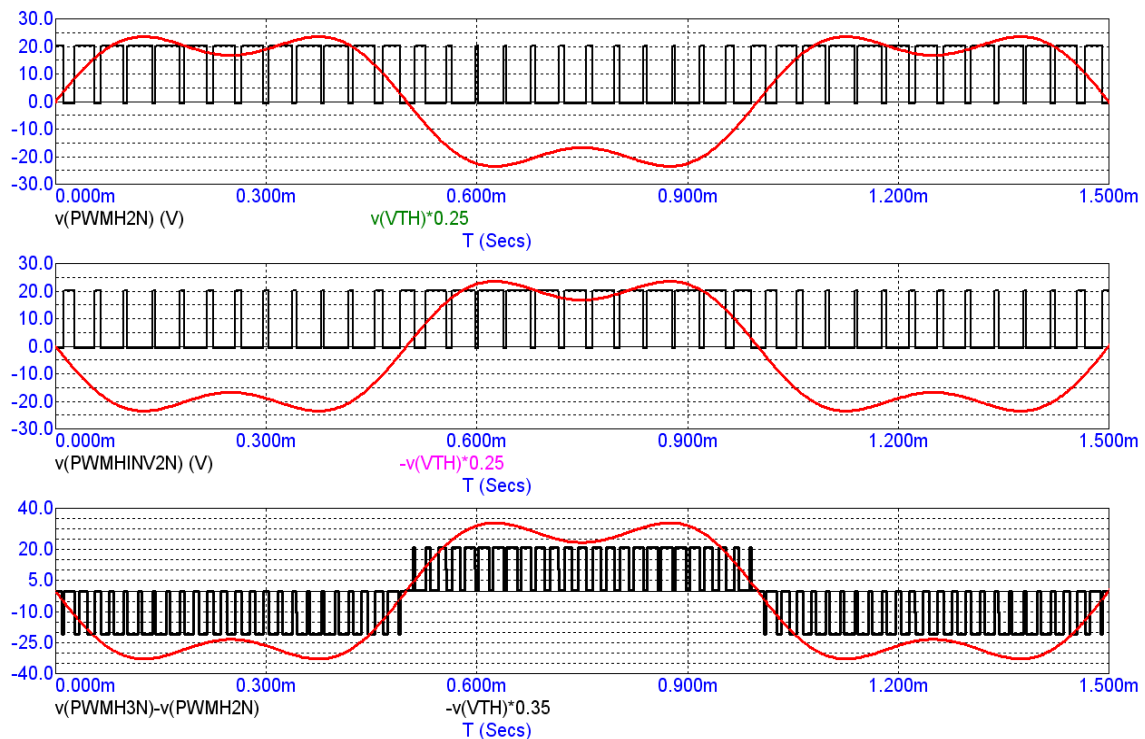 30.0
20.0
10.0
0.0
-10.0
-20.0
-30.0
0.000m 0.300m 0.600m 0.900m 1.200m 1.500m
v(PWMH2N) (V) v(VTH)*0.25
T (Secs)
30.0
20.0
10.0
0.0
-10.0
-20.0
-30.0
0.000m 0.300m 0.600m 0.900m 1.200m 1.500m
v(PWMHINV2N) (V) -v(VTH)*0.25
T (Secs)
40.0
20.0
5.0
-10.0
-25.0
-40.0
0.000m 0.300m 0.600m 0.900m 1.200m 1.500m
v(PWMH3N)-v(PWMH2N) -v(VTH)*0.35
T (Secs)